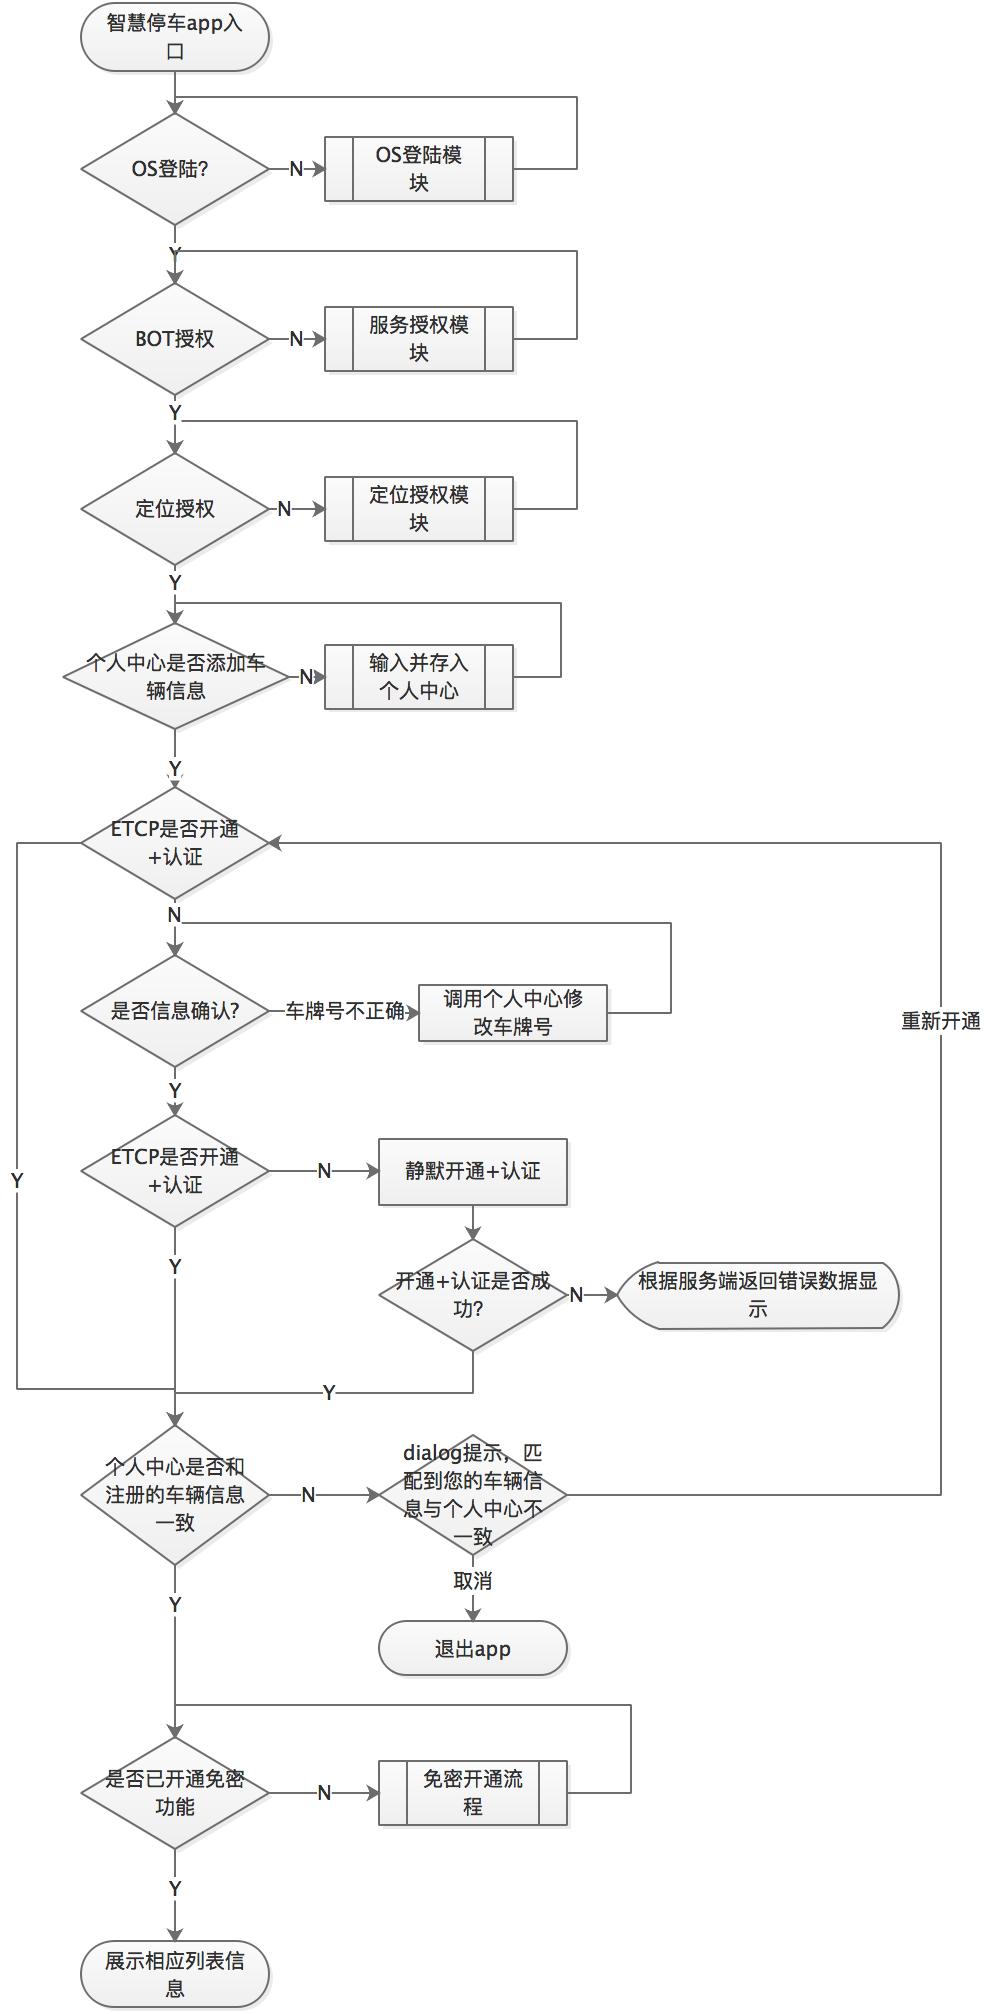 智慧停车app入
口
OS登陆?
N
OS登陆模
块
Y
BOT授权
N
服务授权模
块
Y
定位授权
N
定位授权模
块
Y
个人中心是否添加车
辆信息
N
输入并存入
个人中心
Y
ETCP是否开通
+认证
N
是否信息确认?
车牌号不正确
调用个人中心修
改车牌号
重新开通
Y
ETCP是否开通
+认证
N
静默开通+认证
Y
Y
开通+认证是否成
功?
N
根据服务端返回错误数据显
示
Y
个人中心是否和
注册的车辆信息
一致
N
dialog提示，匹
配到您的车辆信
息与个人中心不
一致
取消
Y
退出app
是否已开通免密
功能
N
免密开通流
程
Y
展示相应列表信
息